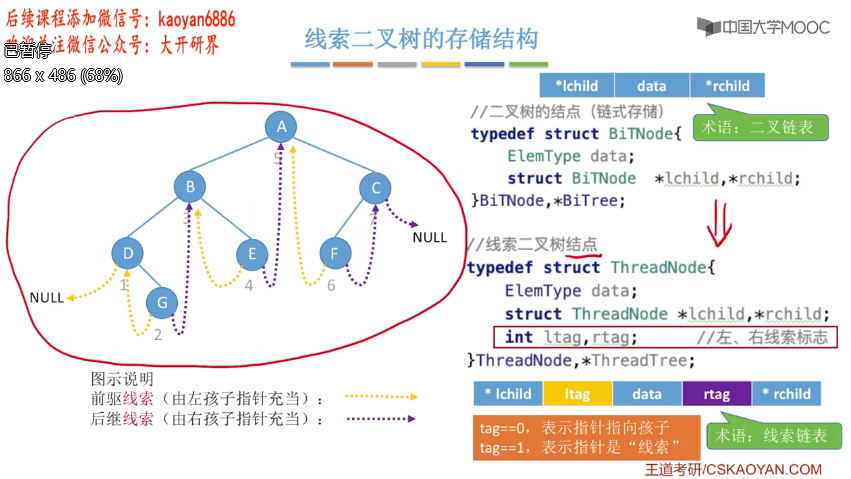 后续课程添加微信号：kaoyan6886
欢迎关注微信公众号：大开研界
已暂停
866 x 486 (68%)
线索二叉树的存储结构
中国大学MOOC
*lchild data *rchild
//二叉树的结点（链式存储）
术语：二叉链表
typedef struct BiTNode{
ElemType data;
struct BiTNode *lchild,*rchild;
}BiTNode,*BiTree;
//线索二叉树结点
typedef struct ThreadNode{
ElemType data;
struct ThreadNode *lchild,*rchild;
int ltag,rtag; //左、右线索标志
}ThreadNode,*ThreadTree;
* lchild ltag data rtag * rchild
tag==0，表示指针指向孩子
tag==1，表示指针是“线索”
术语：线索链表
王道考研/CSKAOYAN.COM
A
5
B
3
C
7
NULL
D
1
E
4
F
6
NULL
G
2
图示说明
前驱线索（由左孩子指针充当）：
后继线索（由右孩子指针充当）：